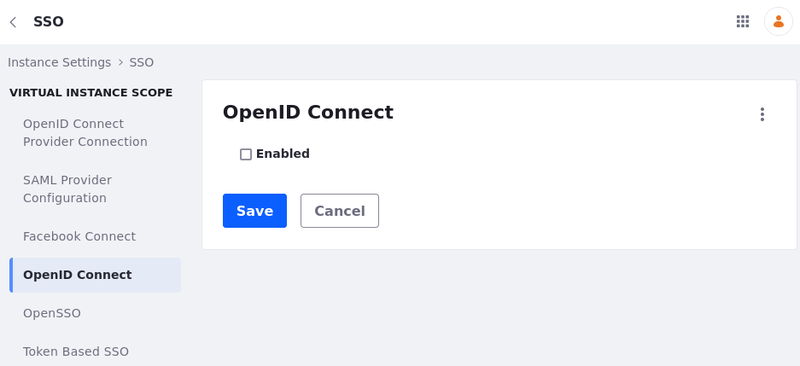 SSO
Instance Settings > SSO
VIRTUAL INSTANCE SCOPE
OpenID Connect
Provider Connection
SAML Provider
Configuration
Facebook Connect
OpenID Connect
OpenSSO
Token Based SSO
OpenID Connect
Enabled
Save Cancel